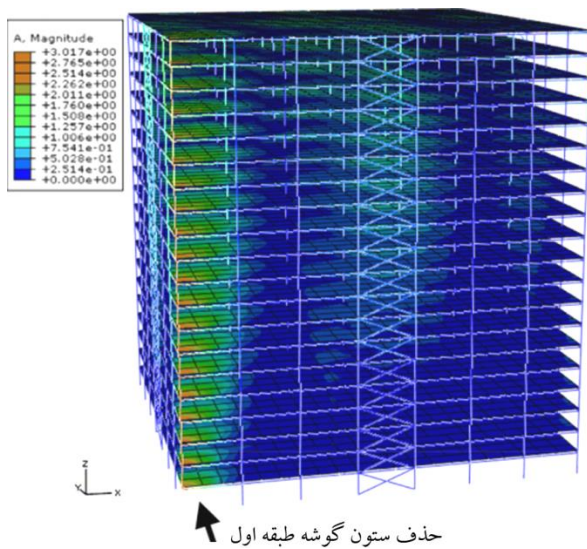 A, Magnitude
+3.017e+00
+2.765e+00
+2.514e+00
+2.262e+00
+2.011e+00
+1.760e+00
+1.508e+00
+1.257e+00
+1.006e+00
+7.541e-01
+5.028e-01
+2.514e-01
+0.000e+00
Z
Y
X
حذف ستون گوشه طبقه اول